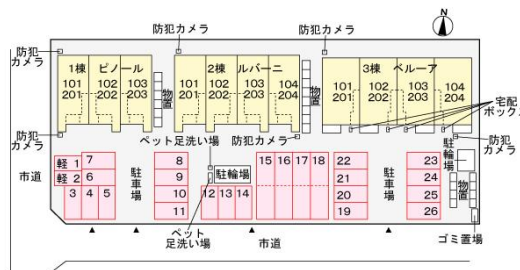 防犯カメラ
防犯カメラ
N
防犯
カメラ
1棟 ピノール
2棟 ルバーニ
3棟 ベルーア
101
201
102
202
103
203
物置
101
201
102
202
103
203
104
204
物置
101
201
102
202
103
203
104
204
宅配
ボックス
防犯
カメラ
ペット足洗い場
防犯カメラ
防犯
カメラ
市道
軽 1
軽 2
7
6
3 4 5
駐車場
8
9
10
11
駐輪場
12 13 14
15 16 17 18
22
21
20
19
駐車場
23
24
25
26
駐輪場
物置
ゴミ置場
ペット
足洗い場
市道